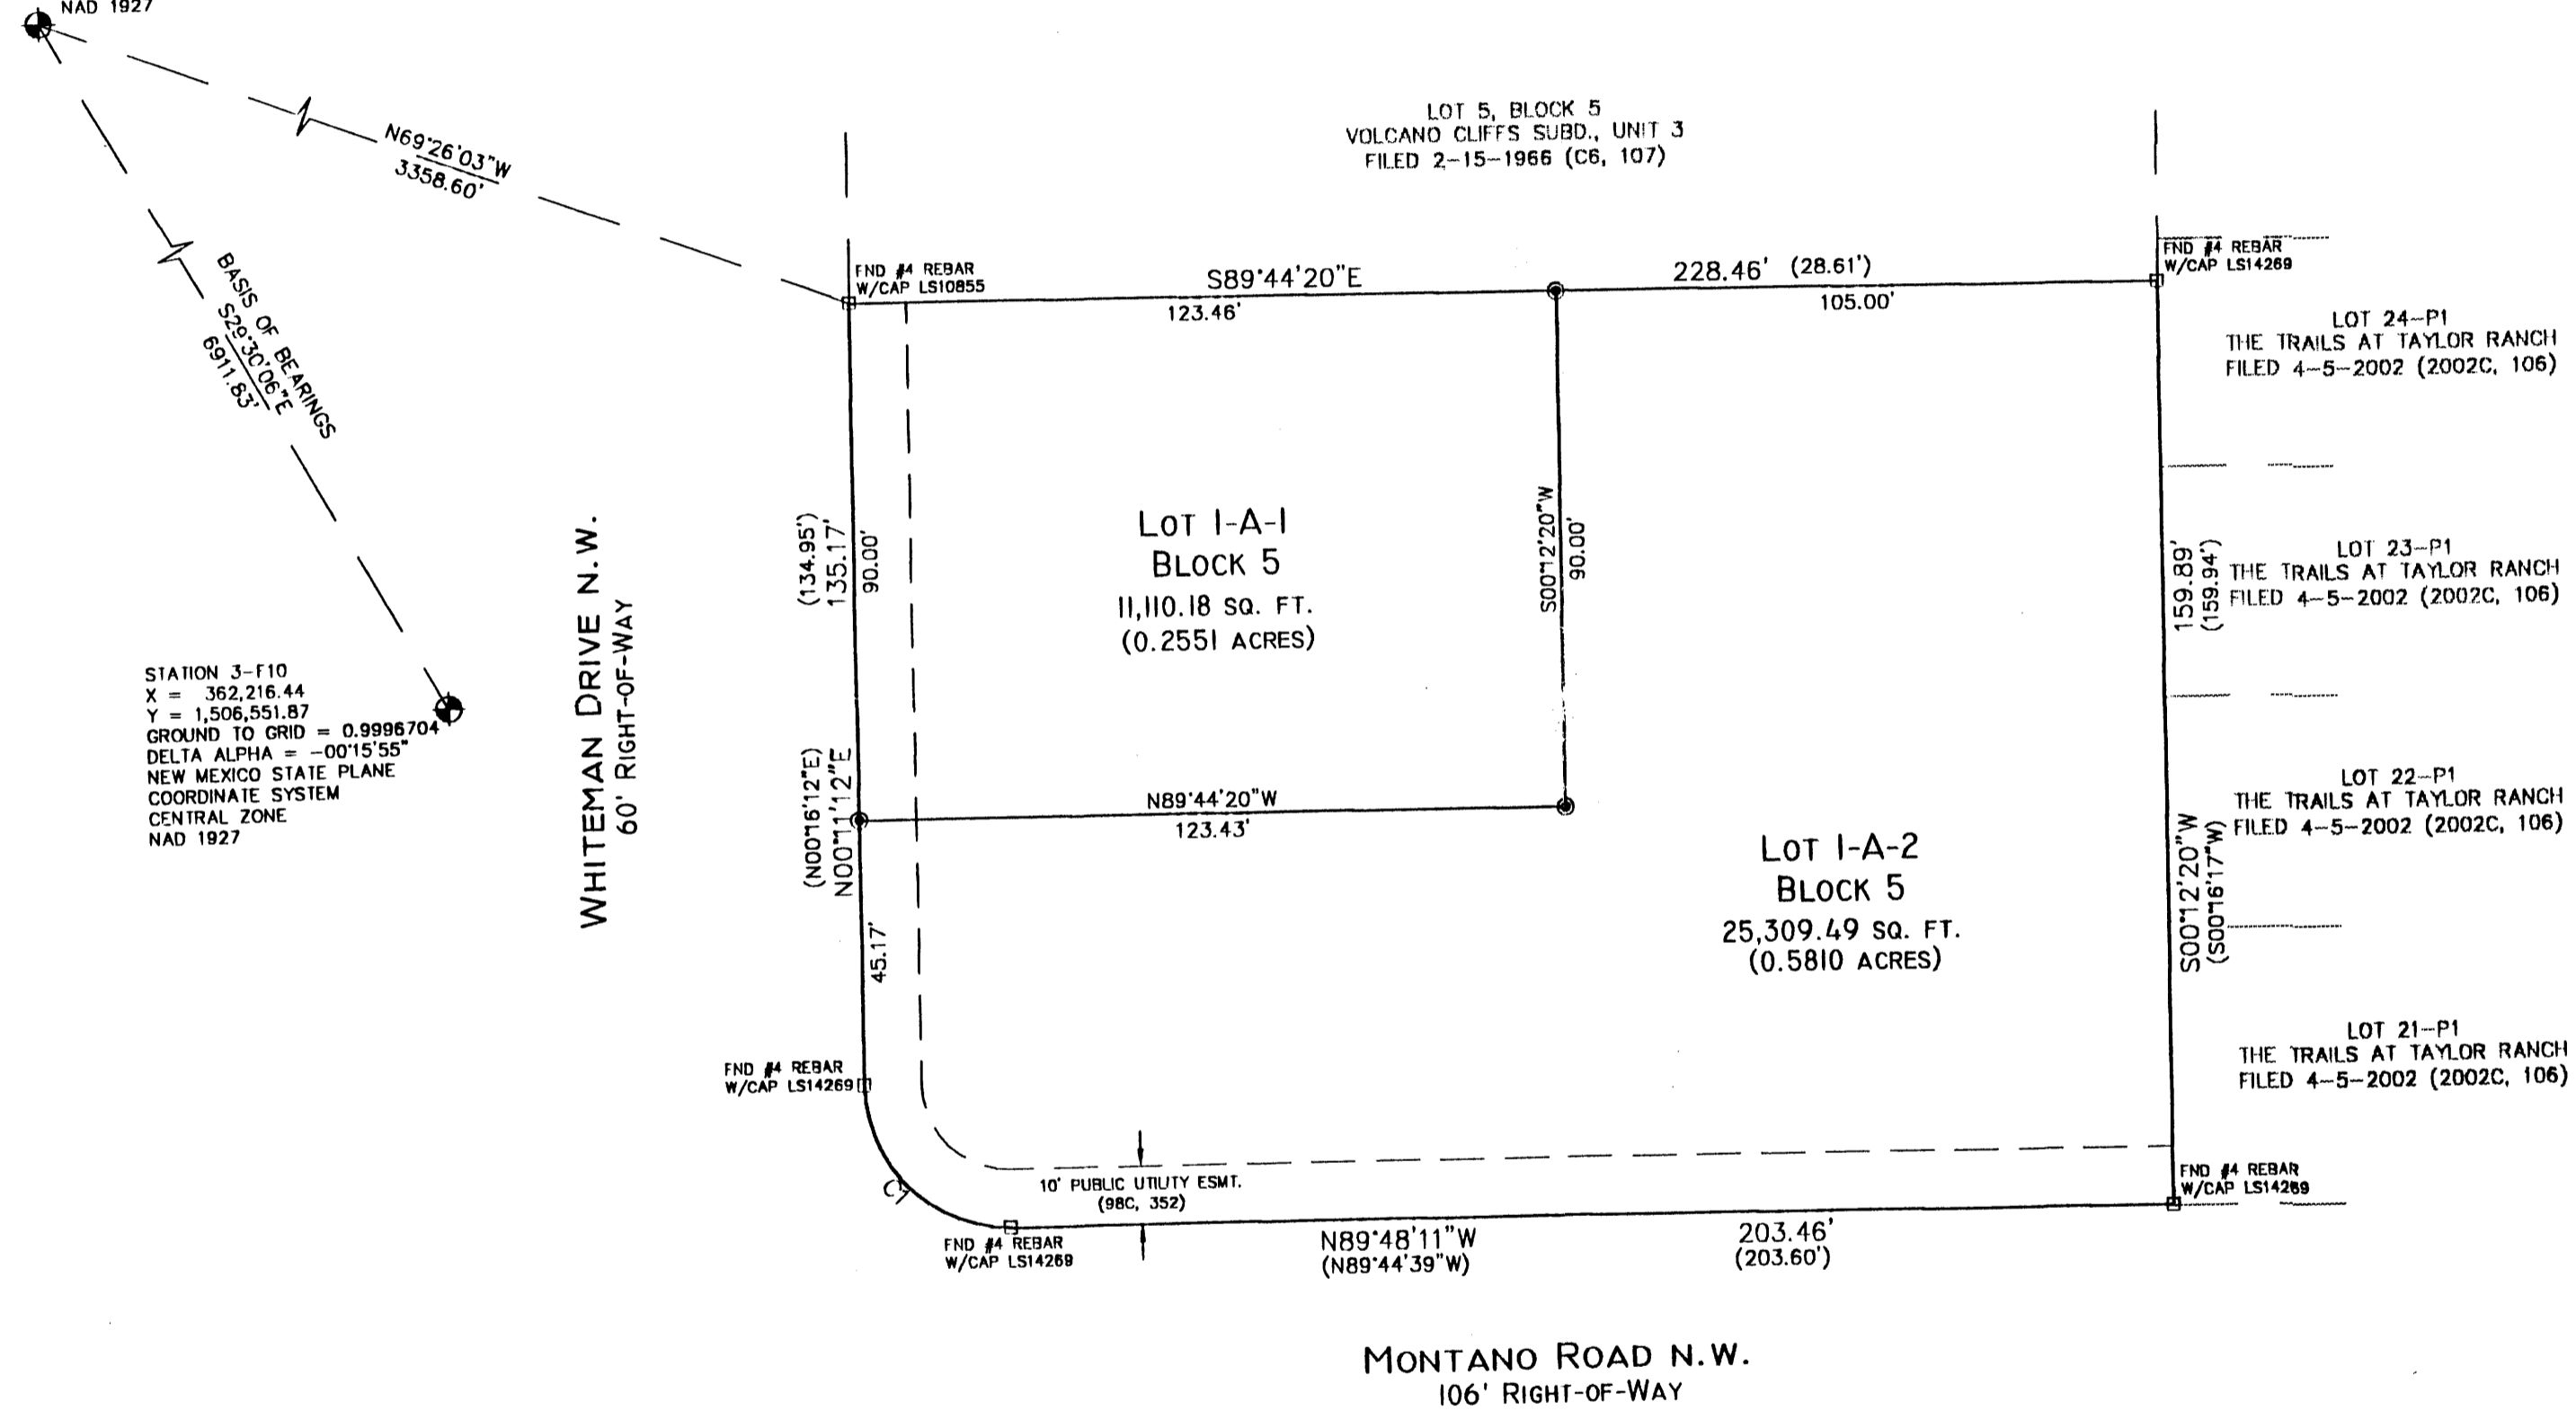 NAD 1927
N69°26'03"W
3358.60'
BASIS OF BEARINGS
S29°30'06"E
6911.83'
STATION 3-F10
X = 362,216.44
Y = 1,506,551.87
GROUND TO GRID = 0.9996704
DELTA ALPHA = -00°15'55"
NEW MEXICO STATE PLANE
COORDINATE SYSTEM
CENTRAL ZONE
NAD 1927
LOT 5, BLOCK 5
VOLCANO CLIFFS SUBD., UNIT 3
FILED 2-15-1966 (C6, 107)
FND #4 REBAR
W/CAP LS10855
S89°44'20"E
123.46'
228.46' (28.61')
105.00'
FND #4 REBAR
W/CAP LS14269
LOT 24-P1
THE TRAILS AT TAYLOR RANCH
FILED 4-5-2002 (2002C, 106)
WHITEMAN DRIVE N.W.
60' RIGHT-OF-WAY
(134.95')
135.17'
90.00'
(N00°16'12"E)
N00°11'12"E
45.17'
LOT 1-A-1
BLOCK 5
11,110.18 SQ. FT.
(0.2551 ACRES)
S00°12'20"W
90.00'
N89°44'20"W
123.43'
159.89'
(159.94')
LOT 23-P1
THE TRAILS AT TAYLOR RANCH
FILED 4-5-2002 (2002C, 106)
LOT 1-A-2
BLOCK 5
25,309.49 SQ. FT.
(0.5810 ACRES)
S00°12'20"W
(S00°16'17"W)
LOT 22-P1
THE TRAILS AT TAYLOR RANCH
FILED 4-5-2002 (2002C, 106)
LOT 21-P1
THE TRAILS AT TAYLOR RANCH
FILED 4-5-2002 (2002C, 106)
FND #4 REBAR
W/CAP LS14269
C1
10' PUBLIC UTILITY ESMT.
(98C, 352)
FND #4 REBAR
W/CAP LS14269
FND #4 REBAR
W/CAP LS14269
N89°48'11"W
(N89°44'39"W)
203.46'
(203.60')
MONTANO ROAD N.W.
106' RIGHT-OF-WAY